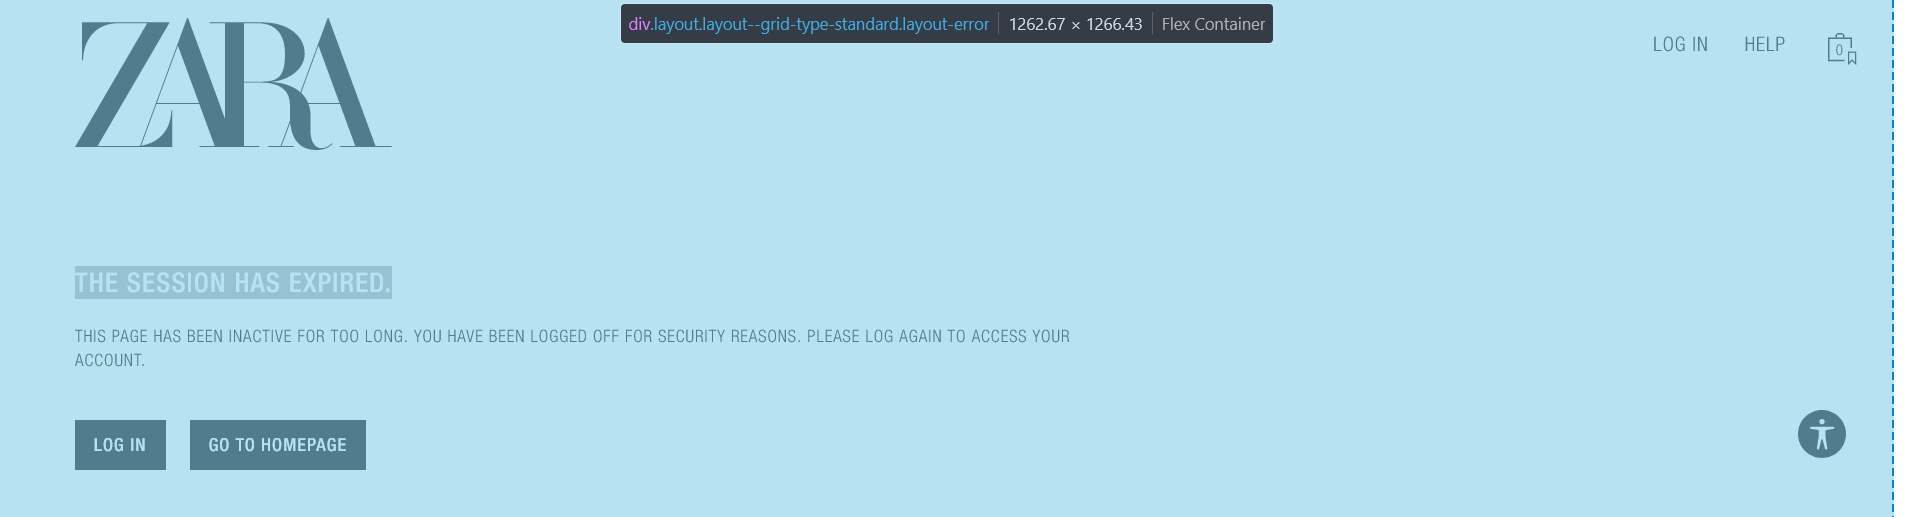 div.layout.layout--grid-type-standard.layout-error 1262.67 × 1266.43 Flex Container
ZARA
LOG IN HELP 0
THE SESSION HAS EXPIRED.
THIS PAGE HAS BEEN INACTIVE FOR TOO LONG. YOU HAVE BEEN LOGGED OFF FOR SECURITY REASONS. PLEASE LOG AGAIN TO ACCESS YOUR
ACCOUNT.
LOG IN GO TO HOMEPAGE